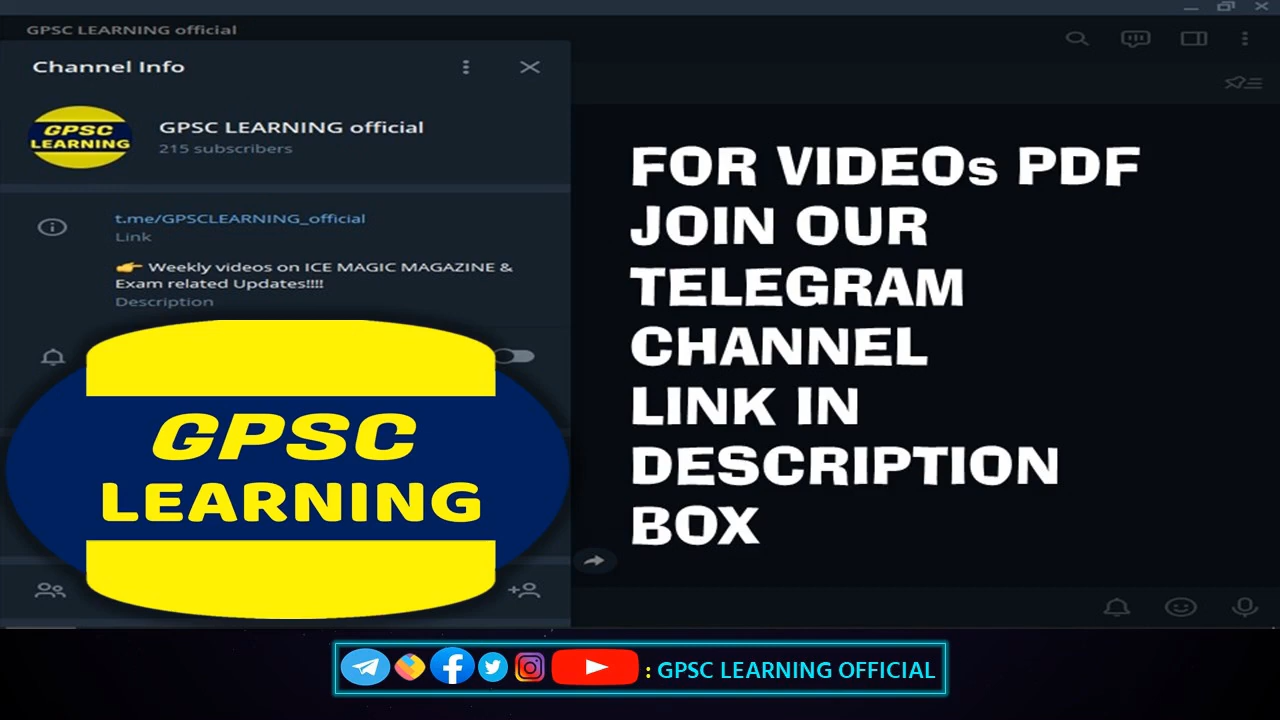 GPSC LEARNING official
Channel Info
GPSC
LEARNING
GPSC LEARNING official
215 subscribers
t.me/GPSCLEARNING_official
Link
👉 Weekly videos on ICE MAGIC MAGAZINE &
Exam related Updates!!!!
Description
GPSC
LEARNING
FOR VIDEOs PDF
JOIN OUR
TELEGRAM
CHANNEL
LINK IN
DESCRIPTION
BOX
: GPSC LEARNING OFFICIAL